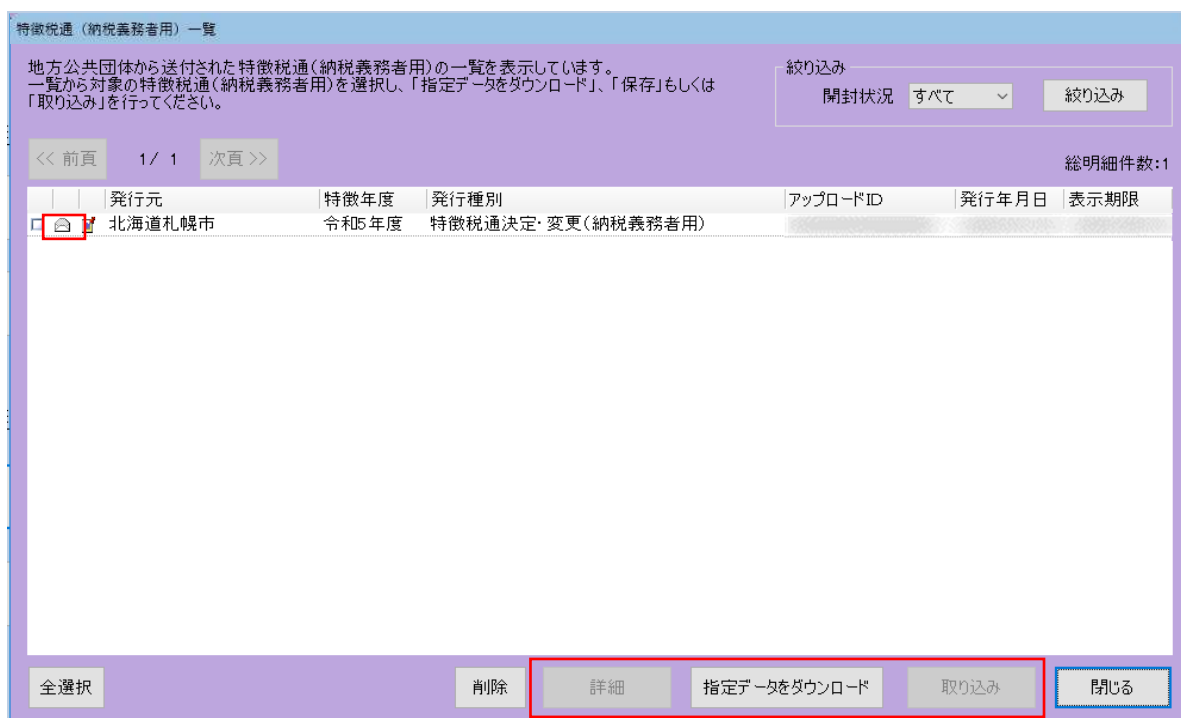 特徴税通（納税義務者用）一覧
地方公共団体から送付された特徴税通（納税義務者用）の一覧を表示しています。
一覧から対象の特徴税通（納税義務者用）を選択し、「指定データをダウンロード」、「保存」もしくは
「取り込み」を行ってください。
絞り込み
開封状況 すべて 絞り込み
<< 前頁 1/ 1 次頁 >>
総明細件数:1
発行元 特徴年度 発行種別 アップロードID 発行年月日 表示期限
北海道札幌市 令和5年度 特徴税通決定・変更（納税義務者用）
全選択 削除 詳細 指定データをダウンロード 取り込み 閉じる